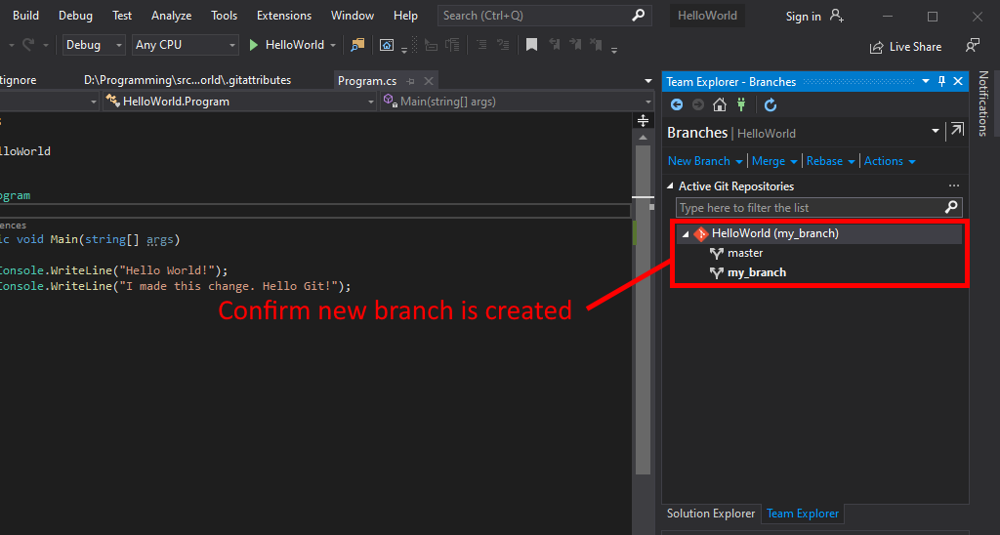 Build Debug Test Analyze Tools Extensions Window Help Search (Ctrl+Q) HelloWorld Sign in
Debug Any CPU HelloWorld Live Share
tignore D:\Programming\src...orld\.gitattributes Program.cs
HelloWorld.Program Main(string[] args)
s
lloWorld
ogram
ences
ic void Main(string[] args)
Console.WriteLine("Hello World!");
Console.WriteLine("I made this change. Hello Git!");
Confirm new branch is created
Team Explorer - Branches
Branches | HelloWorld
New Branch Merge Rebase Actions
Active Git Repositories ...
Type here to filter the list
HelloWorld (my_branch)
master
my_branch
Solution Explorer Team Explorer
Notifications